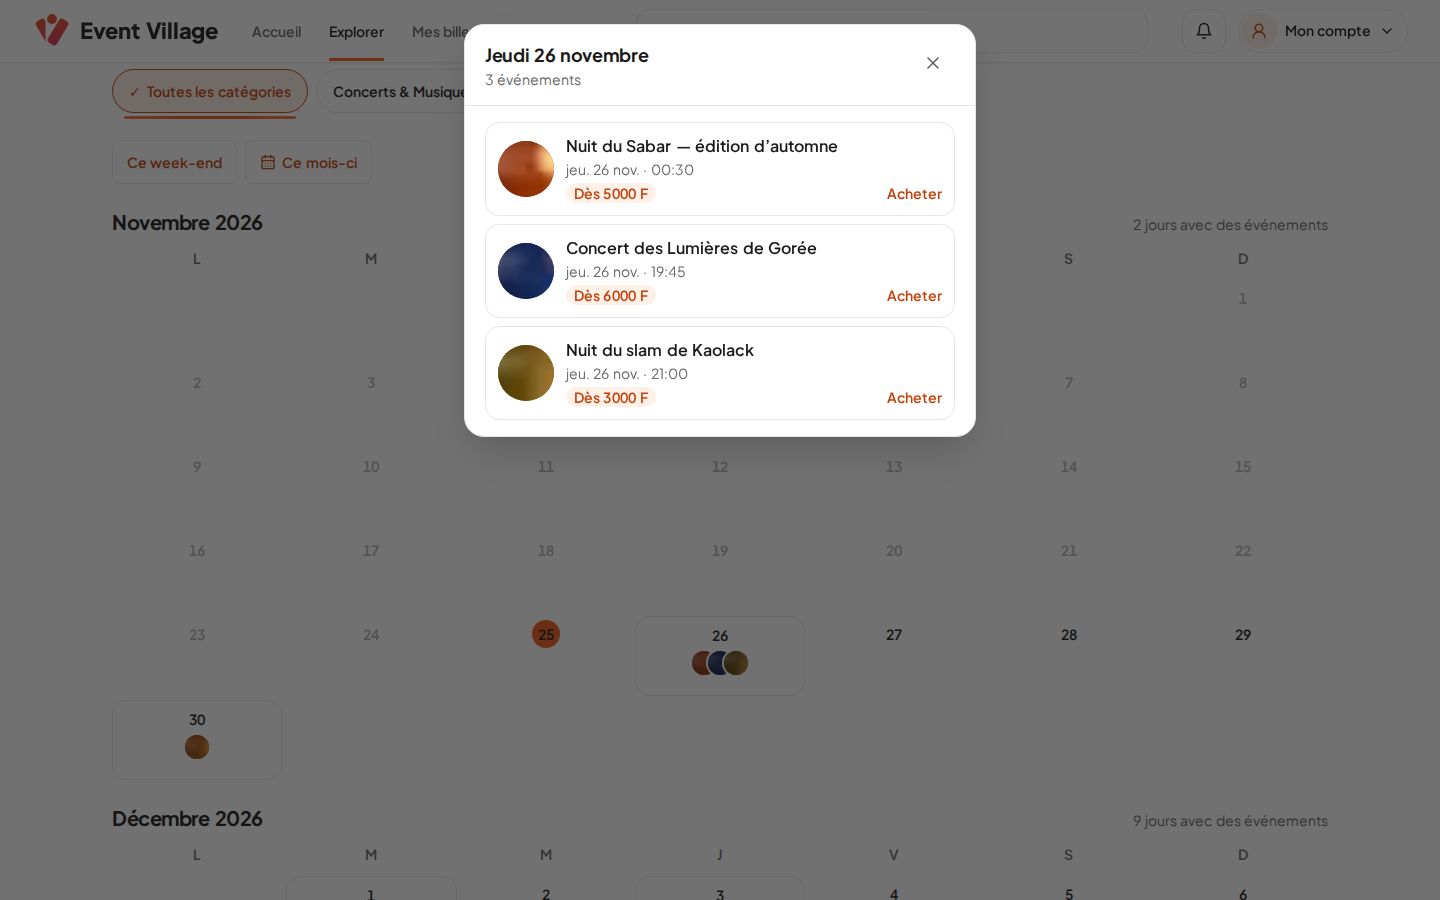 Event Village
Accueil
Explorer
Mes bille
Mon compte
✓ Toutes les catégories
Concerts & Musique
Ce week-end
Ce mois-ci
Jeudi 26 novembre
3 événements
Nuit du Sabar — édition d’automne
jeu. 26 nov. · 00:30
Dès 5000 F
Acheter
Concert des Lumières de Gorée
jeu. 26 nov. · 19:45
Dès 6000 F
Acheter
Nuit du slam de Kaolack
jeu. 26 nov. · 21:00
Dès 3000 F
Acheter
Novembre 2026
2 jours avec des événements
L M S D
1
2 3 7 8
9 10 11 12 13 14 15
16 17 18 19 20 21 22
23 24 25 26 27 28 29
30
Décembre 2026
9 jours avec des événements
L M M J V S D
1 2 3 4 5 6